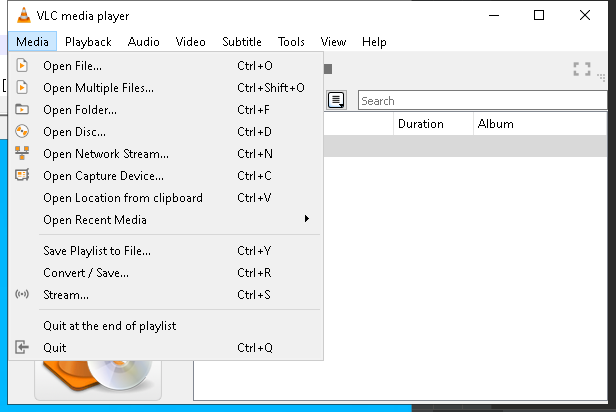 VLC media player
Media Playback Audio Video Subtitle Tools View Help
Open File... Ctrl+O
Open Multiple Files... Ctrl+Shift+O
Open Folder... Ctrl+F
Open Disc... Ctrl+D
Open Network Stream... Ctrl+N
Open Capture Device... Ctrl+C
Open Location from clipboard Ctrl+V
Open Recent Media
Save Playlist to File... Ctrl+Y
Convert / Save... Ctrl+R
Stream... Ctrl+S
Quit at the end of playlist
Quit Ctrl+Q
Search
Duration Album